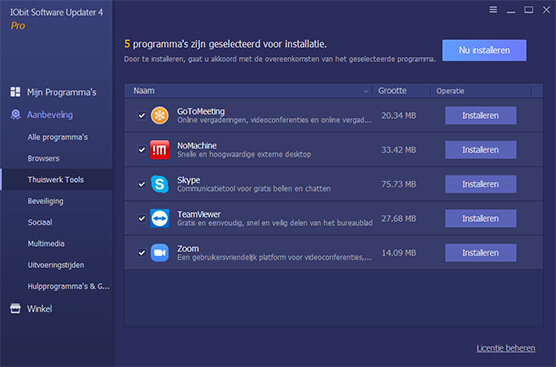 IObit Software Updater 4
Pro
5 programma's zijn geselecteerd voor installatie.
Door te installeren, gaat u akkoord met de overeenkomsten van het geselecteerde programma.
Nu installeren
Mijn Programma's
Aanbeveling
Alle programma's
Browsers
Thuiswerk Tools
Beveiliging
Sociaal
Multimedia
Uitvoeringstijden
Hulpprogramma's & G...
Winkel
Naam Grootte Operatie
GoToMeeting
Online vergaderingen, videoconferenties en online vergad...
20.34 MB Installeren
NoMachine
Snelle en hoogwaardige externe desktop
33.42 MB Installeren
Skype
Communicatietool voor gratis bellen en chatten
75.73 MB Installeren
TeamViewer
Gratis en eenvoudig, snel en veilig delen van het bureaublad
27.68 MB Installeren
Zoom
Een gebruikersvriendelijk platform voor videoconferenties,...
14.09 MB Installeren
Licentie beheren